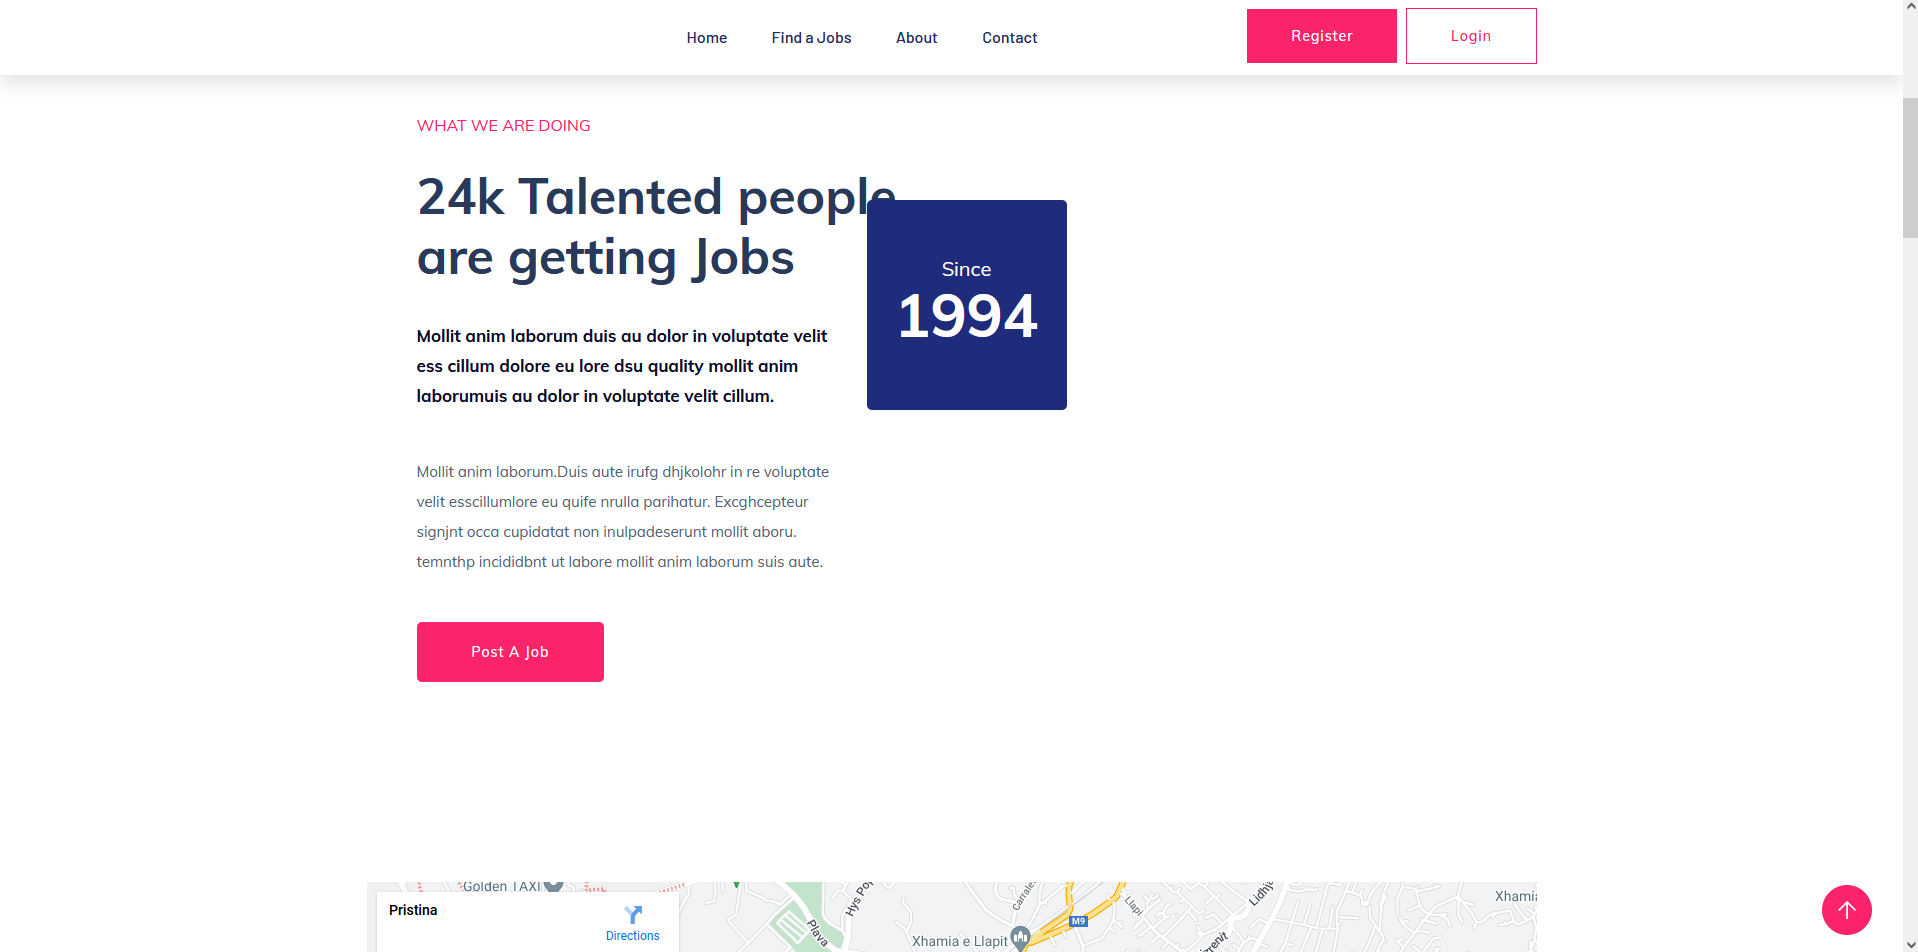 Home Find a Jobs About Contact Register Login
WHAT WE ARE DOING
24k Talented people
are getting Jobs
Since
1994
Mollit anim laborum duis au dolor in voluptate velit
ess cillum dolore eu lore dsu quality mollit anim
laborumuis au dolor in voluptate velit cillum.
Mollit anim laborum.Duis aute irufg dhjkolohr in re voluptate
velit esscillumlore eu quife nrulla parihatur. Excghcepteur
signjnt occa cupidatat non inulpadeserunt mollit aboru.
temnthp incididbnt ut labore mollit anim laborum suis aute.
Post A Job
Golden TAXI
Pristina
Directions
Plava
Hys Po
Xhamia e Llapit
Carrale
M9
Llapi
Lidhj
Xhami